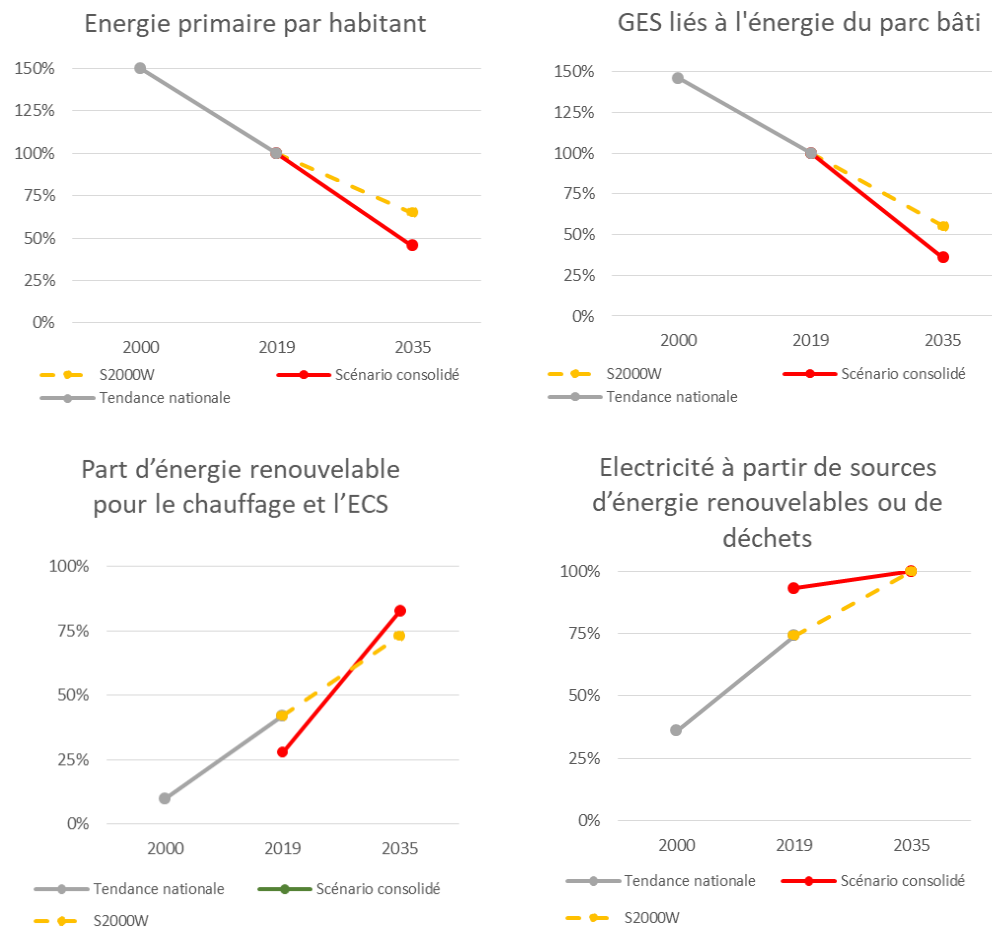 Energie primaire par habitant
150%
125%
100%
75%
50%
25%
0%
2000 2019 2035
S2000W Scénario consolidé
Tendance nationale
GES liés à l'énergie du parc bâti
150%
125%
100%
75%
50%
25%
0%
2000 2019 2035
S2000W Scénario consolidé
Tendance nationale
Part d’énergie renouvelable
pour le chauffage et l’ECS
100%
75%
50%
25%
0%
2000 2019 2035
Tendance nationale Scénario consolidé
S2000W
Electricité à partir de sources
d’énergie renouvelables ou de
déchets
100%
75%
50%
25%
0%
2000 2019 2035
Tendance nationale Scénario consolidé
S2000W